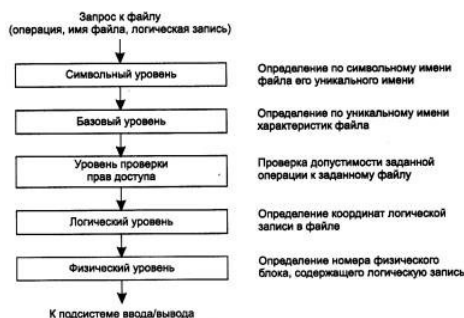 Запрос к файлу
(операция, имя файла, логическая запись)
Символьный уровень
Определение по символьному имени
файла его уникального имени
Базовый уровень
Определение по уникальному имени
характеристик файла
Уровень проверки
прав доступа
Проверка допустимости заданной
операции к заданному файлу
Логический уровень
Определение координат логической
записи в файле
Физический уровень
Определение номера физического
блока, содержащего логическую запись
К подсистеме ввода/вывода